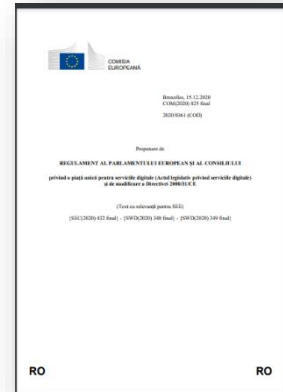 COMISIA
EUROPEANĂ
Bruxelles, 15.12.2020
COM(2020) 825 final
2020/0361 (COD)
Propunere de
REGULAMENT AL PARLAMENTULUI EUROPEAN ȘI AL CONSILIULUI
privind o piață unică pentru serviciile digitale (Actul legislativ privind serviciile digitale)
și de modificare a Directivei 2000/31/CE
(Text cu relevanță pentru SEE)
{SEC(2020) 432 final} - {SWD(2020) 348 final} - {SWD(2020) 349 final}
RO RO